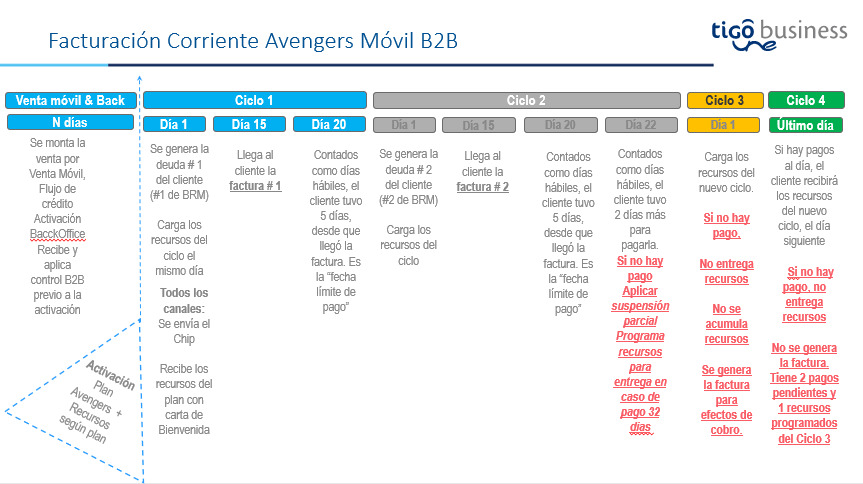 Facturación Corriente Avengers Móvil B2B
tigo business
une
Venta móvil & Back
Ciclo 1
Ciclo 2
Ciclo 3
Ciclo 4
N días
Día 1
Día 15
Día 20
Día 1
Día 15
Día 20
Día 22
Día 1
Último día
Se monta la
venta por
Venta Móvil,
Flujo de
crédito
Activación
BacckOffice
Recibe y
aplica
control B2B
previo a la
activación
Activación
Plan
Avengers +
Recursos
según plan
Se genera la
deuda # 1
del cliente
(#1 de BRM)
Carga los
recursos del
ciclo el
mismo día
Todos los
canales:
Se envía el
Chip
Recibe los
recursos del
plan con
carta de
Bienvenida
Llega al
cliente la
factura # 1
Contados
como días
hábiles, el
cliente tuvo
5 días,
desde que
llegó la
factura. Es
la “fecha
límite de
pago”
Se genera la
deuda # 2
del cliente
(#2 de BRM)
Carga los
recursos del
ciclo
Llega al
cliente la
factura # 2
Contados
como días
hábiles, el
cliente tuvo
5 días,
desde que
llegó la
factura. Es
la “fecha
límite de
pago”
Contados
como días
hábiles, el
cliente tuvo
2 días más
para
pagarla.
Si no hay
pago
Aplicar
suspensión
parcial
Programa
recursos
para
entrega en
caso de
pago 32
días
Carga los
recursos del
nuevo ciclo.
Si no hay
pago,
No entrega
recursos
No se
acumula
recursos
Se genera
la factura
para
efectos de
cobro.
Si hay pagos
al día, el
cliente recibirá
los recursos
del nuevo
ciclo, el día
siguiente
Si no hay
pago, no
entrega
recursos
No se genera
la factura.
Tiene 2 pagos
pendientes y
1 recursos
programados
del Ciclo 3